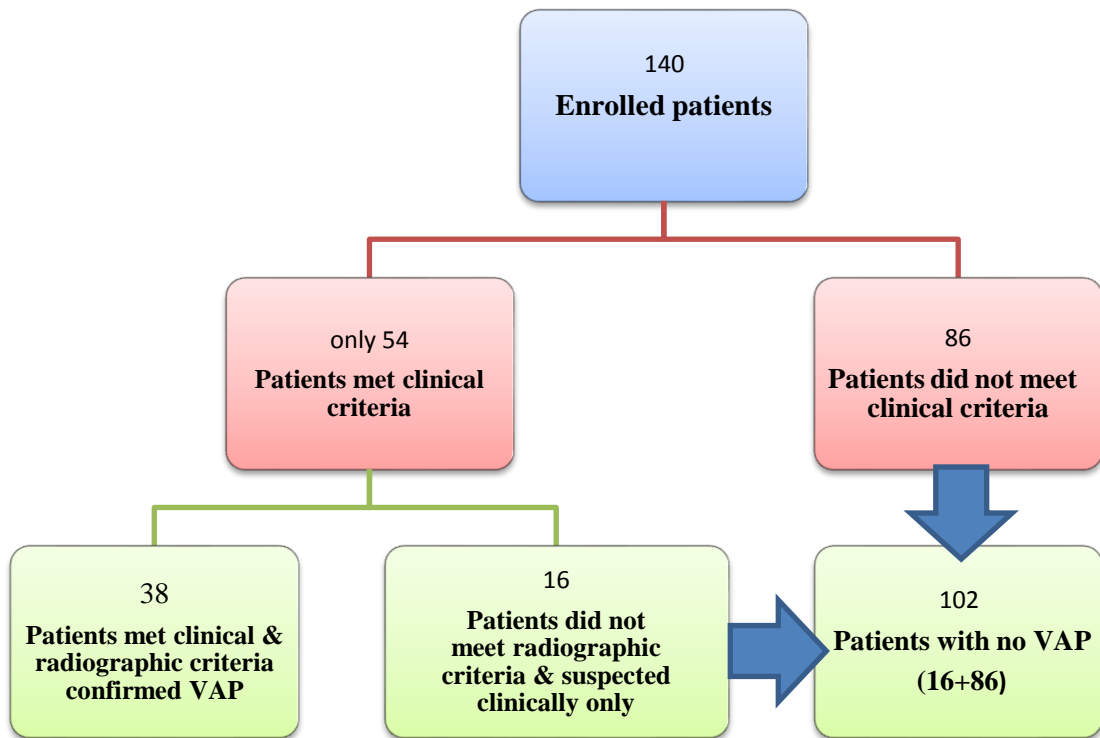 140
Enrolled patients
only 54
Patients met clinical
criteria
86
Patients did not meet
clinical criteria
38
Patients met clinical &
radiographic criteria
confirmed VAP
16
Patients did not
meet radiographic
criteria & suspected
clinically only
102
Patients with no VAP
(16+86)